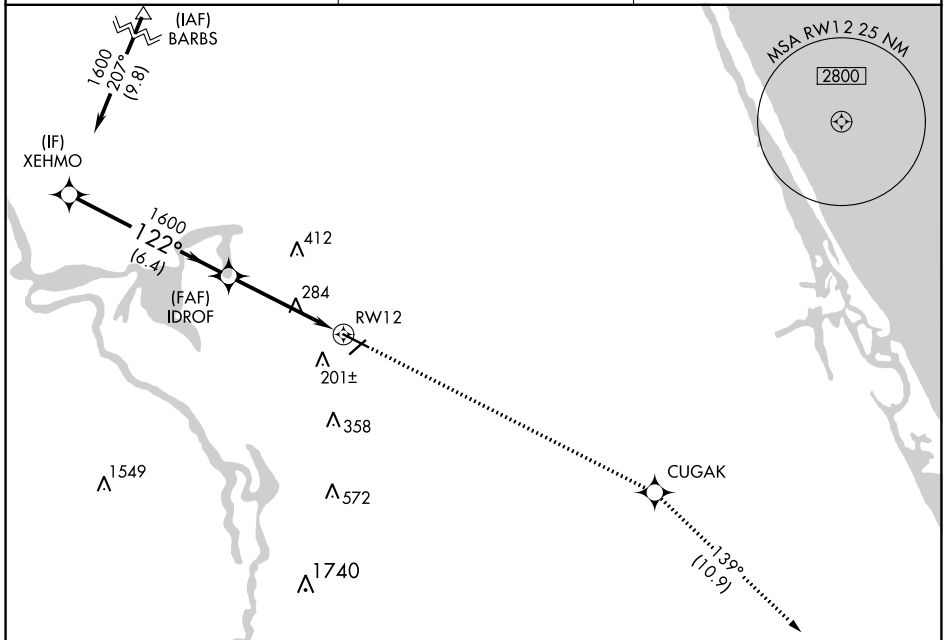 (IAF)
BARBS
1600
207°
(9.8)
(IF)
XEHMO
1600
122°
(6.4)
(FAF)
IDROF
412
284
RW12
201±
358
1549
572
1740
CUGAK
139°
(10.9)
MSA RW12 25 NM
2800